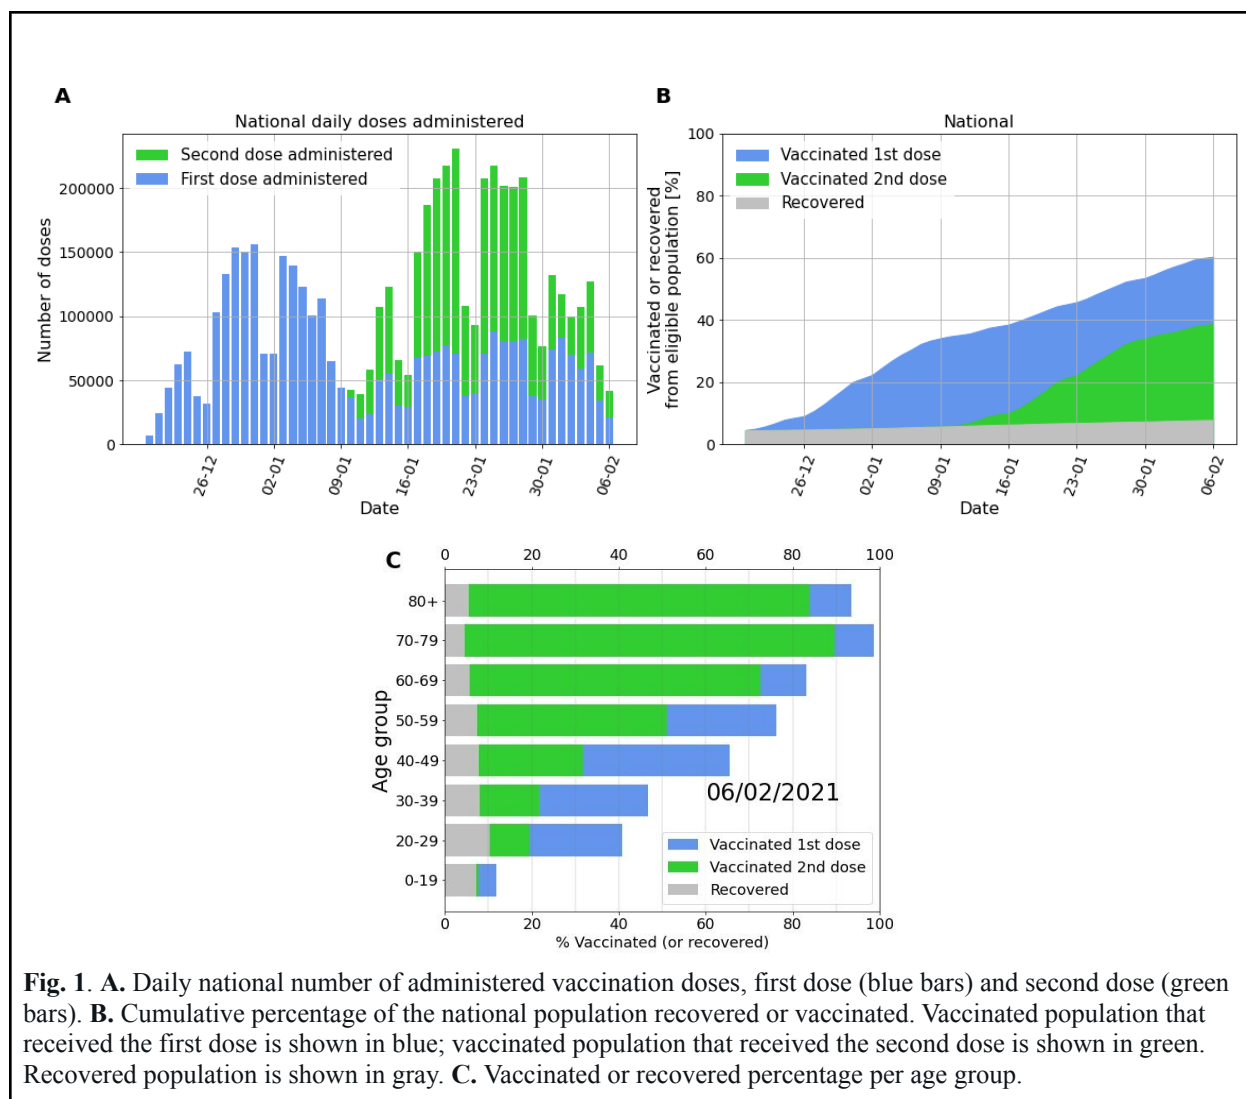 A
National daily doses administered
Second dose administered
First dose administered
Number of doses
200000
150000
100000
50000
0
26-12
02-01
09-01
16-01
23-01
30-01
06-02
Date
B
National
Vaccinated 1st dose
Vaccinated 2nd dose
Recovered
Vaccinated or recovered
from eligible population [%]
100
80
60
40
20
0
26-12
02-01
09-01
16-01
23-01
30-01
06-02
Date
C
0 20 40 60 80 100
Age group
80+
70-79
60-69
50-59
40-49
30-39
20-29
0-19
06/02/2021
Vaccinated 1st dose
Vaccinated 2nd dose
Recovered
0 20 40 60 80 100
% Vaccinated (or recovered)
Fig. 1. A. Daily national number of administered vaccination doses, first dose (blue bars) and second dose (green
bars). B. Cumulative percentage of the national population recovered or vaccinated. Vaccinated population that
received the first dose is shown in blue; vaccinated population that received the second dose is shown in green.
Recovered population is shown in gray. C. Vaccinated or recovered percentage per age group.